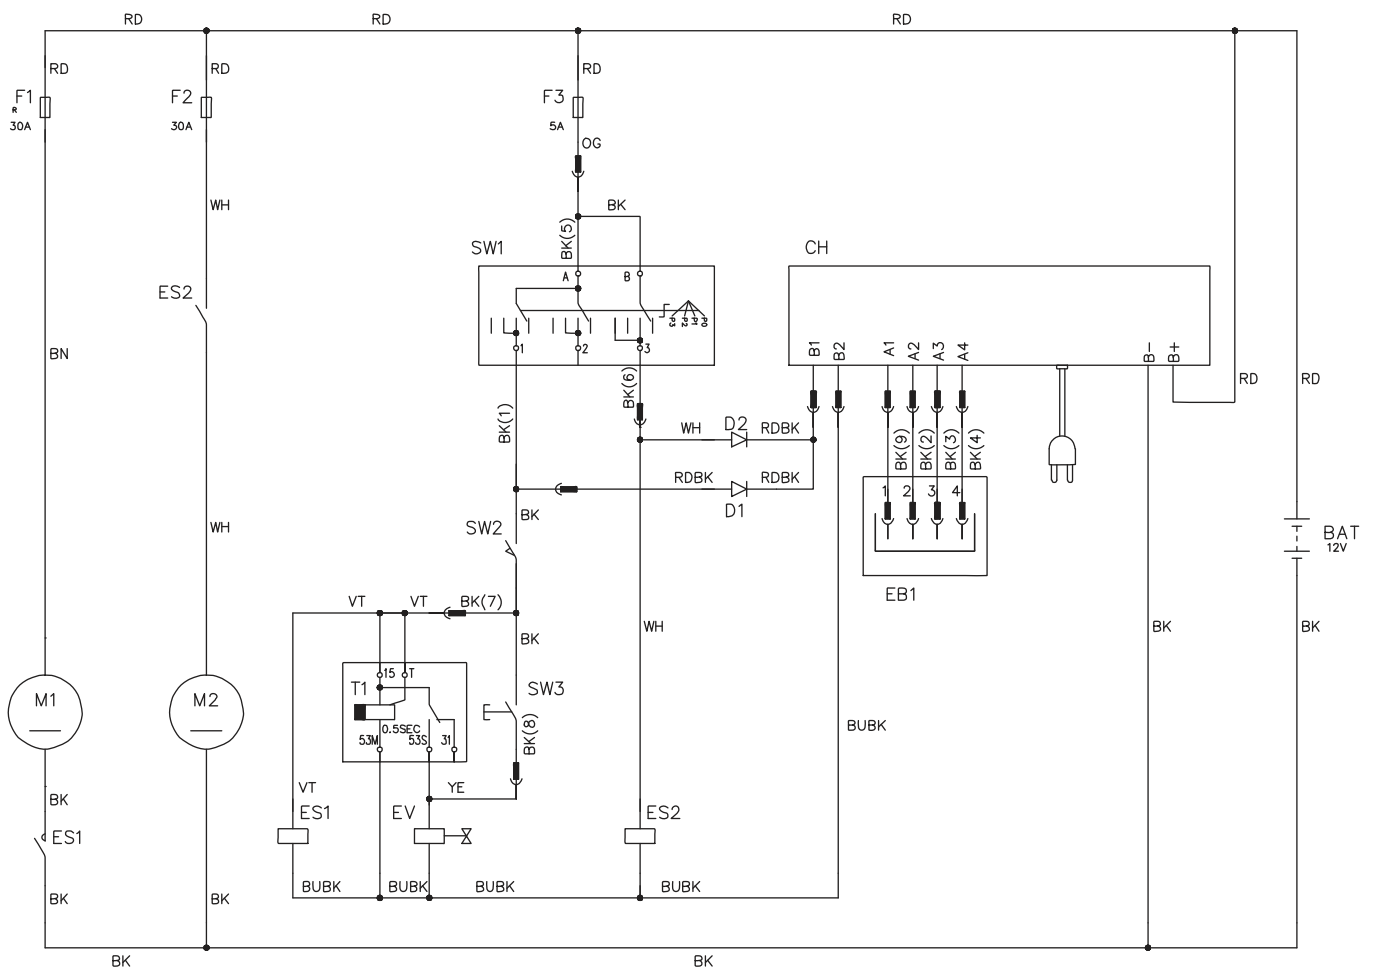 RD RD RD
RD RD RD
F1 F2 F3
R
30A 30A 5A
OG
WH BK
BK(5)
SW1 CH
A B
ES2
P3 P2 P1 P0
1 2 3
B1 B2 A1 A2 A3 A4 B- B+
BN
BK(6)
RD RD
BK(1)
WH D2 RDBK
BK(9) BK(2) BK(3) BK(4)
RDBK RDBK
D1
1 2 3 4
BK
WH SW2
BAT
12V
EB1
VT VT BK(7)
BK WH BK BK
15 T
M1 M2 T1 SW3
0.5SEC
BK(8)
53M 53S 31
BUBK
VT YE
BK
ES1 EV ES2
ES1
BUBK BUBK BUBK BUBK
BK BK
BK BK